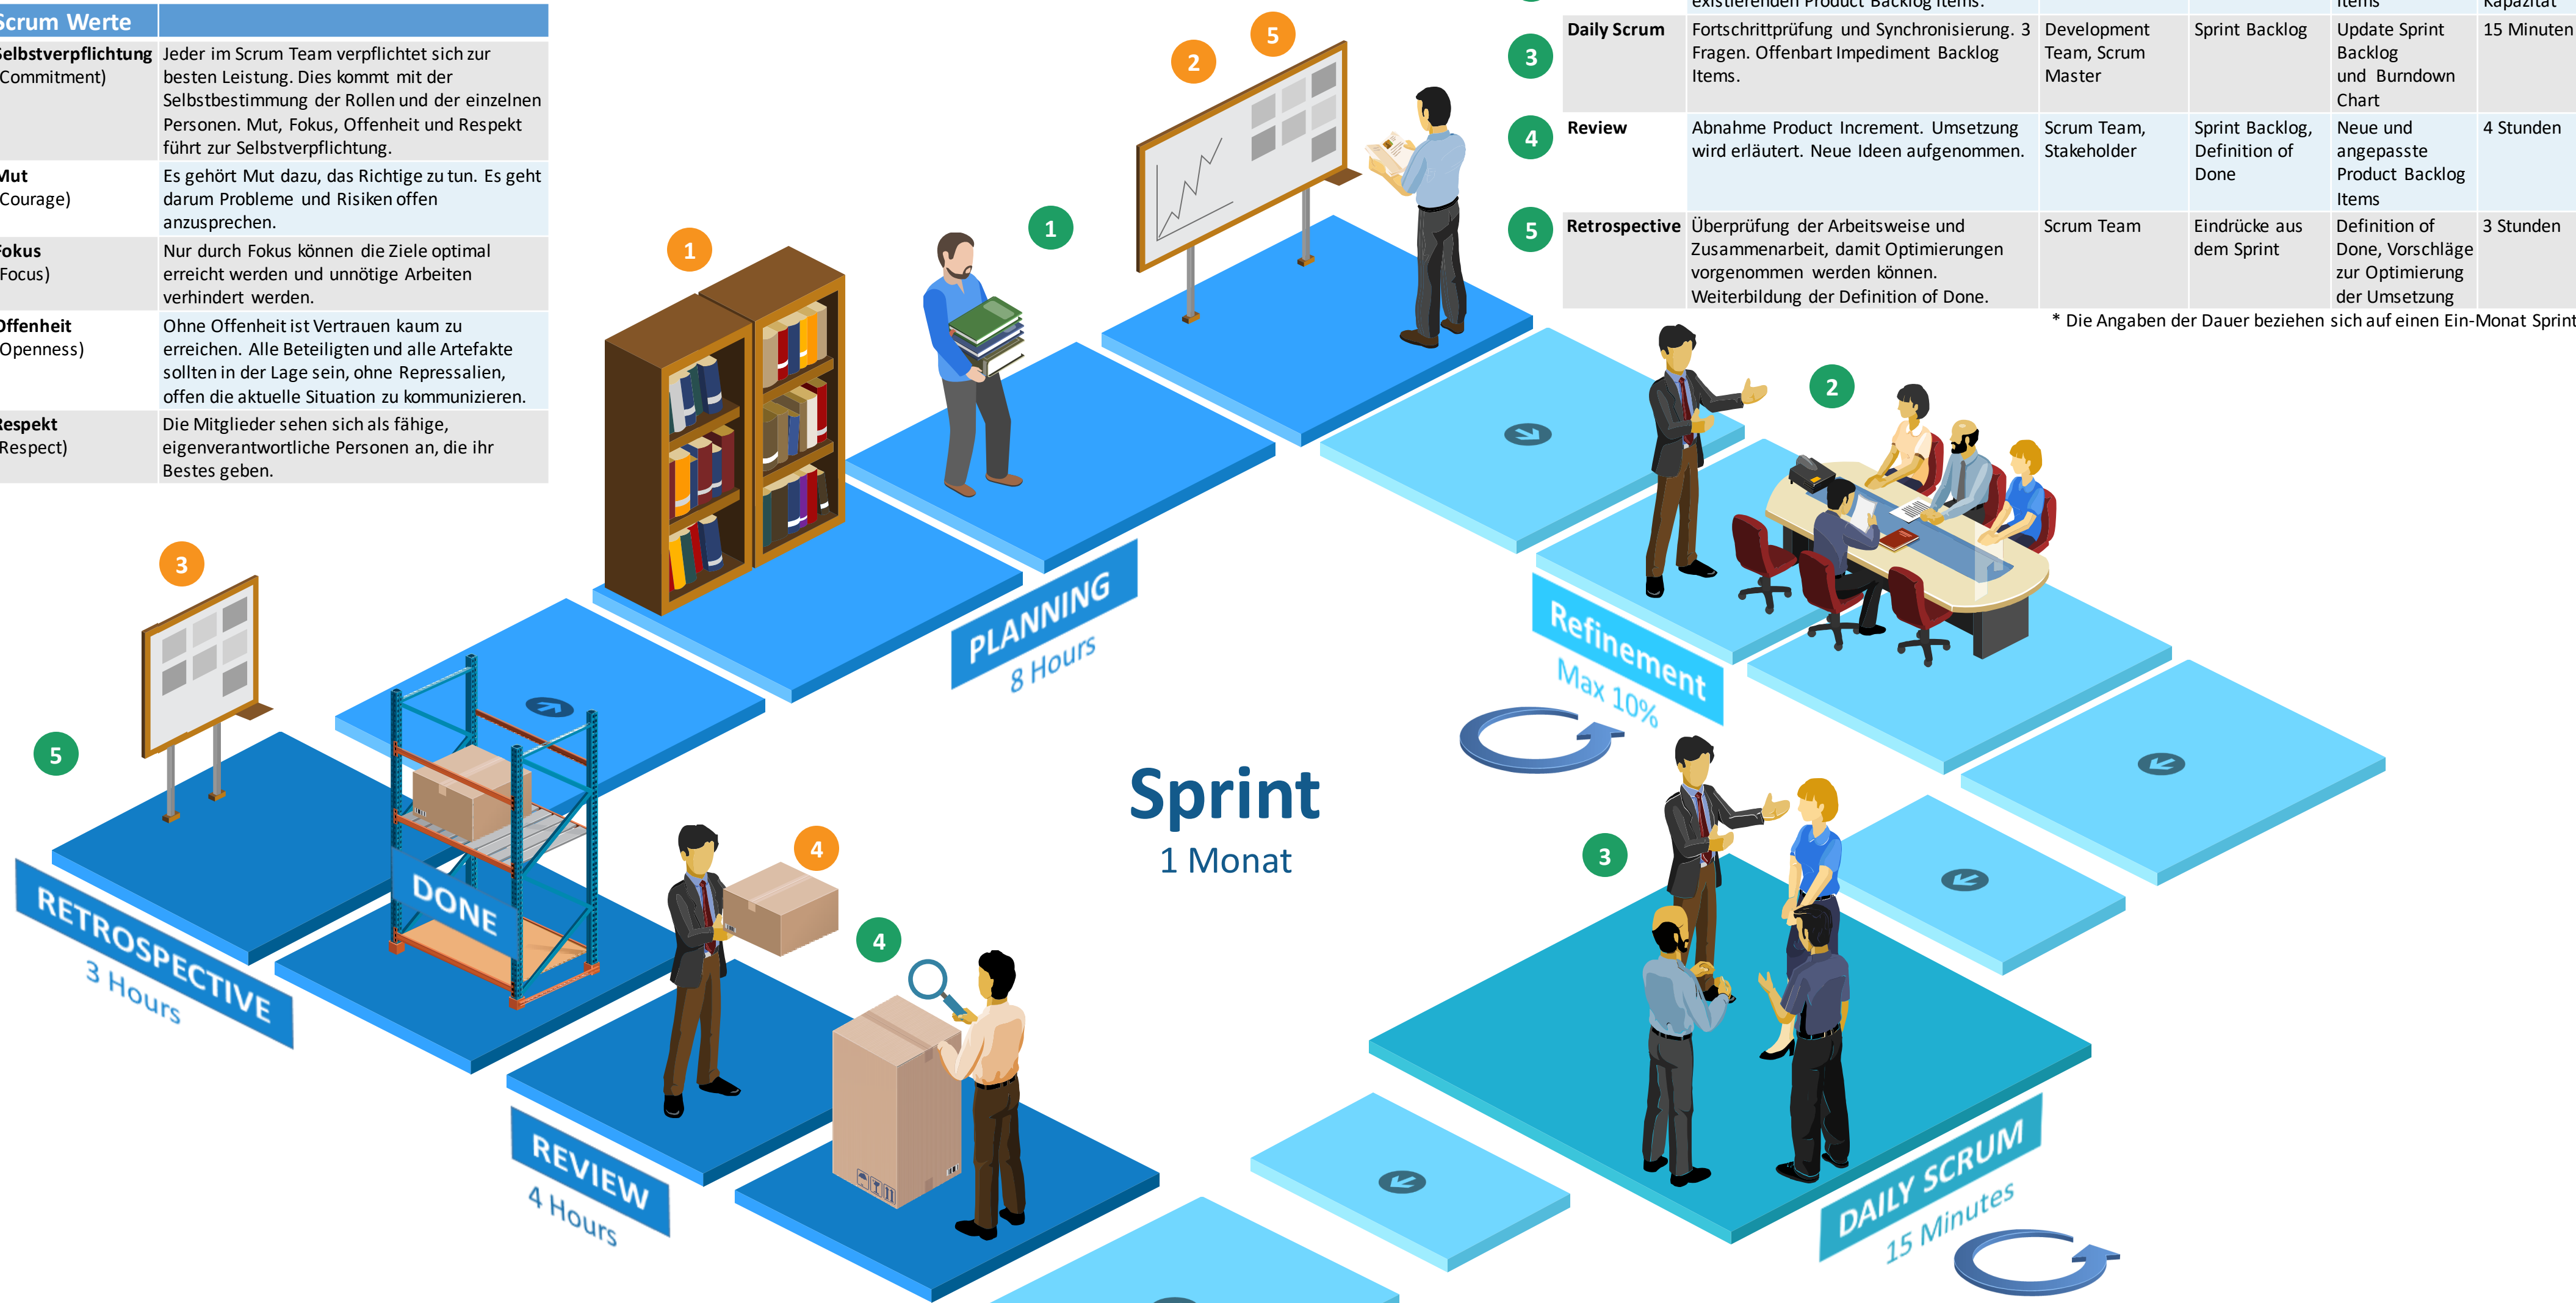 Scrum Werte
Selbstverpflichtung
(Commitment)
Jeder im Scrum Team verpflichtet sich zur
besten Leistung. Dies kommt mit der
Selbstbestimmung der Rollen und der einzelnen
Personen. Mut, Fokus, Offenheit und Respekt
führt zur Selbstverpflichtung.
Mut
(Courage)
Es gehört Mut dazu, das Richtige zu tun. Es geht
darum Probleme und Risiken offen
anzusprechen.
Fokus
(Focus)
Nur durch Fokus können die Ziele optimal
erreicht werden und unnötige Arbeiten
verhindert werden.
Offenheit
(Openness)
Ohne Offenheit ist Vertrauen kaum zu
erreichen. Alle Beteiligten und alle Artefakte
sollten in der Lage sein, ohne Repressalien,
offen die aktuelle Situation zu kommunizieren.
Respekt
(Respect)
Die Mitglieder sehen sich als fähige,
eigenverantwortliche Personen an, die ihr
Bestes geben.
existierenden Product Backlog Items.
Items
Kapazität
3
Daily Scrum
Fortschrittprüfung und Synchronisierung. 3
Fragen. Offenbart Impediment Backlog
Items.
Development
Team, Scrum
Master
Sprint Backlog
Update Sprint
Backlog
und Burndown
Chart
15 Minuten
4
Review
Abnahme Product Increment. Umsetzung
wird erläutert. Neue Ideen aufgenommen.
Scrum Team,
Stakeholder
Sprint Backlog,
Definition of
Done
Neue und
angepasste
Product Backlog
Items
4 Stunden
5
Retrospective
Überprüfung der Arbeitsweise und
Zusammenarbeit, damit Optimierungen
vorgenommen werden können.
Weiterbildung der Definition of Done.
Scrum Team
Eindrücke aus
dem Sprint
Definition of
Done, Vorschläge
zur Optimierung
der Umsetzung
3 Stunden
* Die Angaben der Dauer beziehen sich auf einen Ein-Monat Sprint
5
2
1
1
2
3
5
PLANNING
8 Hours
Refinement
Max 10%
Sprint
1 Monat
4
3
4
DONE
RETROSPECTIVE
3 Hours
REVIEW
4 Hours
DAILY SCRUM
15 Minutes